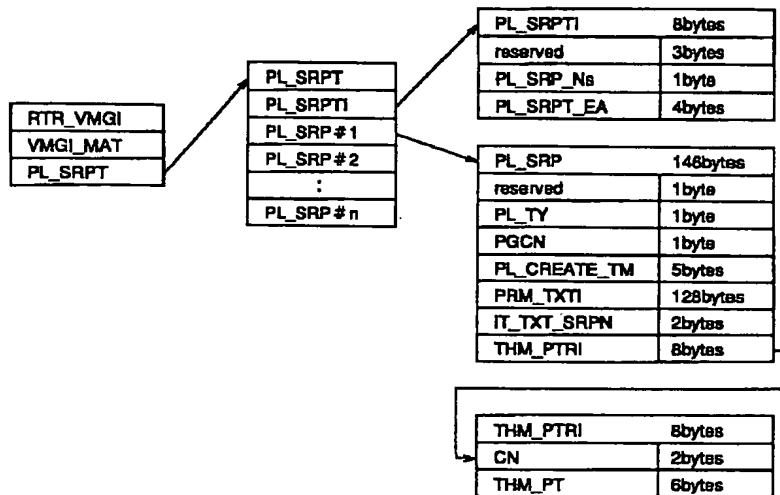 RTR_VMGI
VMGI_MAT
PL_SRPT
PL_SRPT
PL_SRPTI
PL_SRP#1
PL_SRP#2
:
PL_SRP#n
PL_SRPTI 8bytes
reserved 3bytes
PL_SRP_Ns 1byte
PL_SRPT_EA 4bytes
PL_SRP 146bytes
reserved 1byte
PL_TY 1byte
PGCN 1byte
PL_CREATE_TM 5bytes
PRM_TXTI 128bytes
IT_TXT_SRPN 2bytes
THM_PTRI 8bytes
THM_PTRI 8bytes
CN 2bytes
THM_PT 6bytes